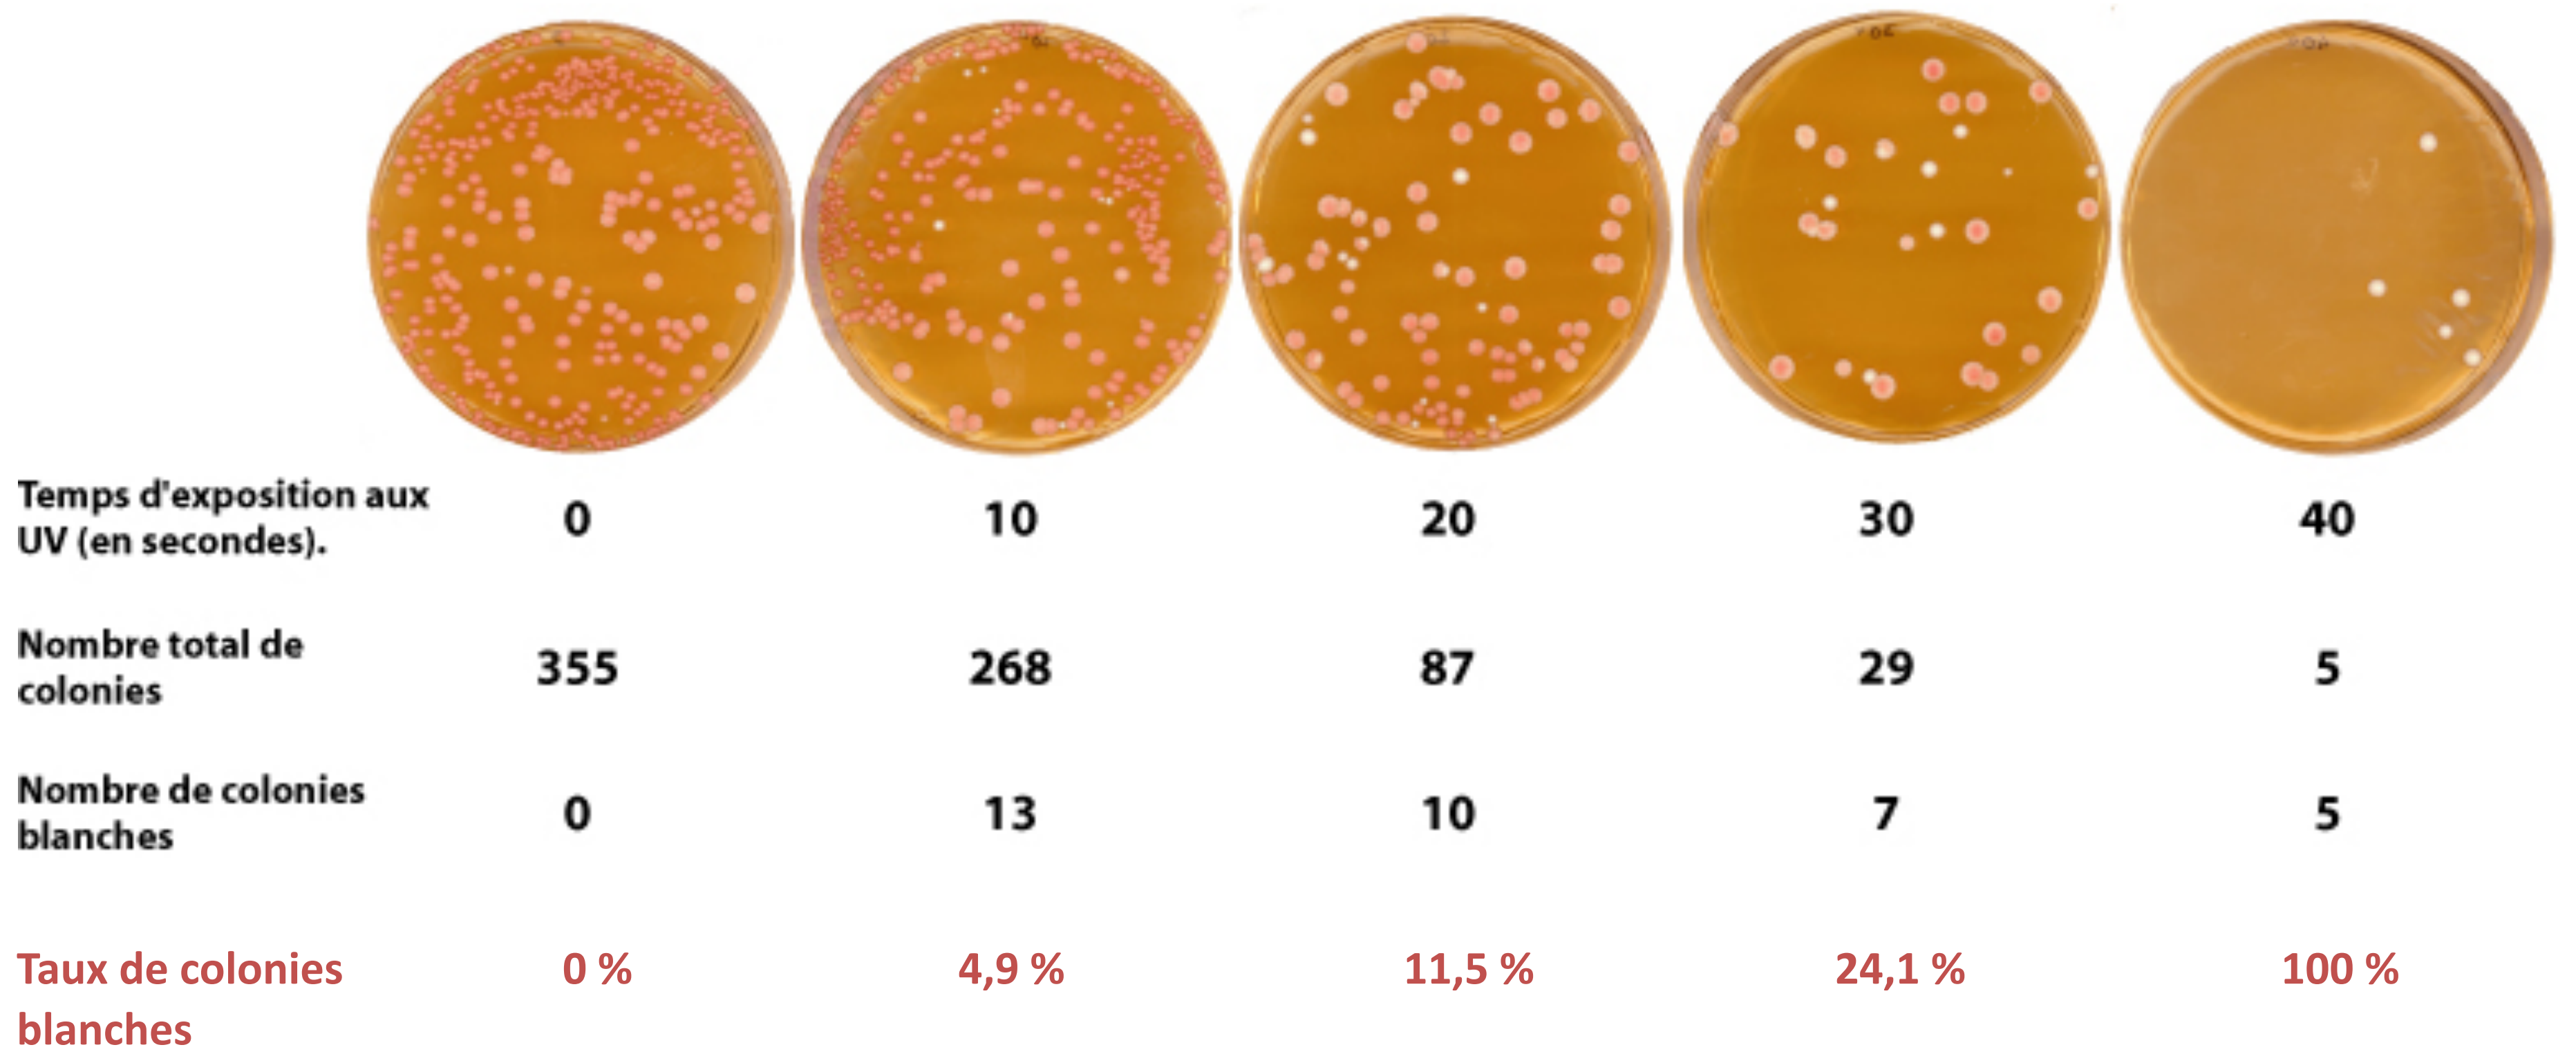 Temps d'exposition aux
UV (en secondes).
0 10 20 30 40
Nombre total de
colonies
355 268 87 29 5
Nombre de colonies
blanches
0 13 10 7 5
Taux de colonies
blanches
0 % 4,9 % 11,5 % 24,1 % 100 %